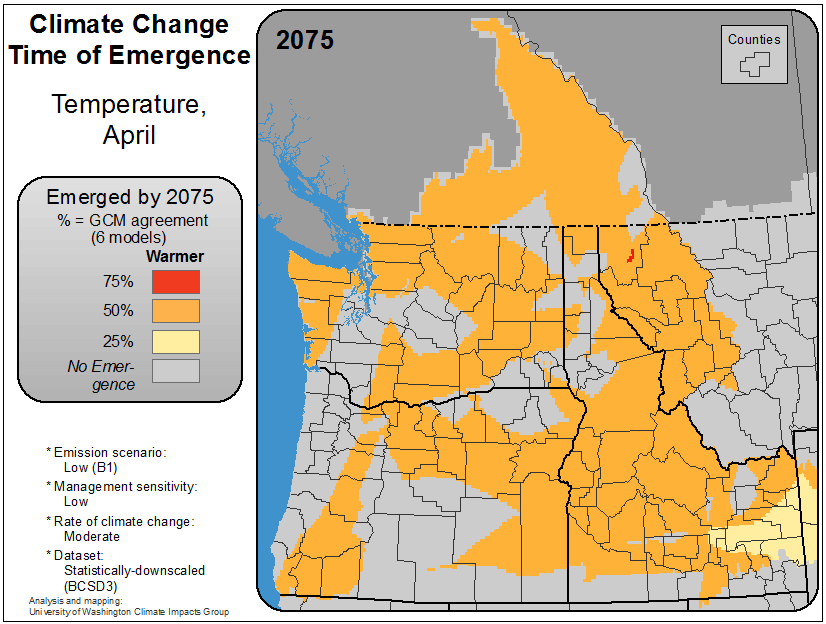 Climate Change
Time of Emergence
Temperature,
April
Emerged by 2075
% = GCM agreement
(6 models)
Warmer
75%
50%
25%
No Emer-
gence
* Emission scenario:
Low (B1)
* Management sensitivity:
Low
* Rate of climate change:
Moderate
* Dataset:
Statistically-downscaled
(BCSD3)
Analysis and mapping:
University of Washington Climate Impacts Group
2075
Counties